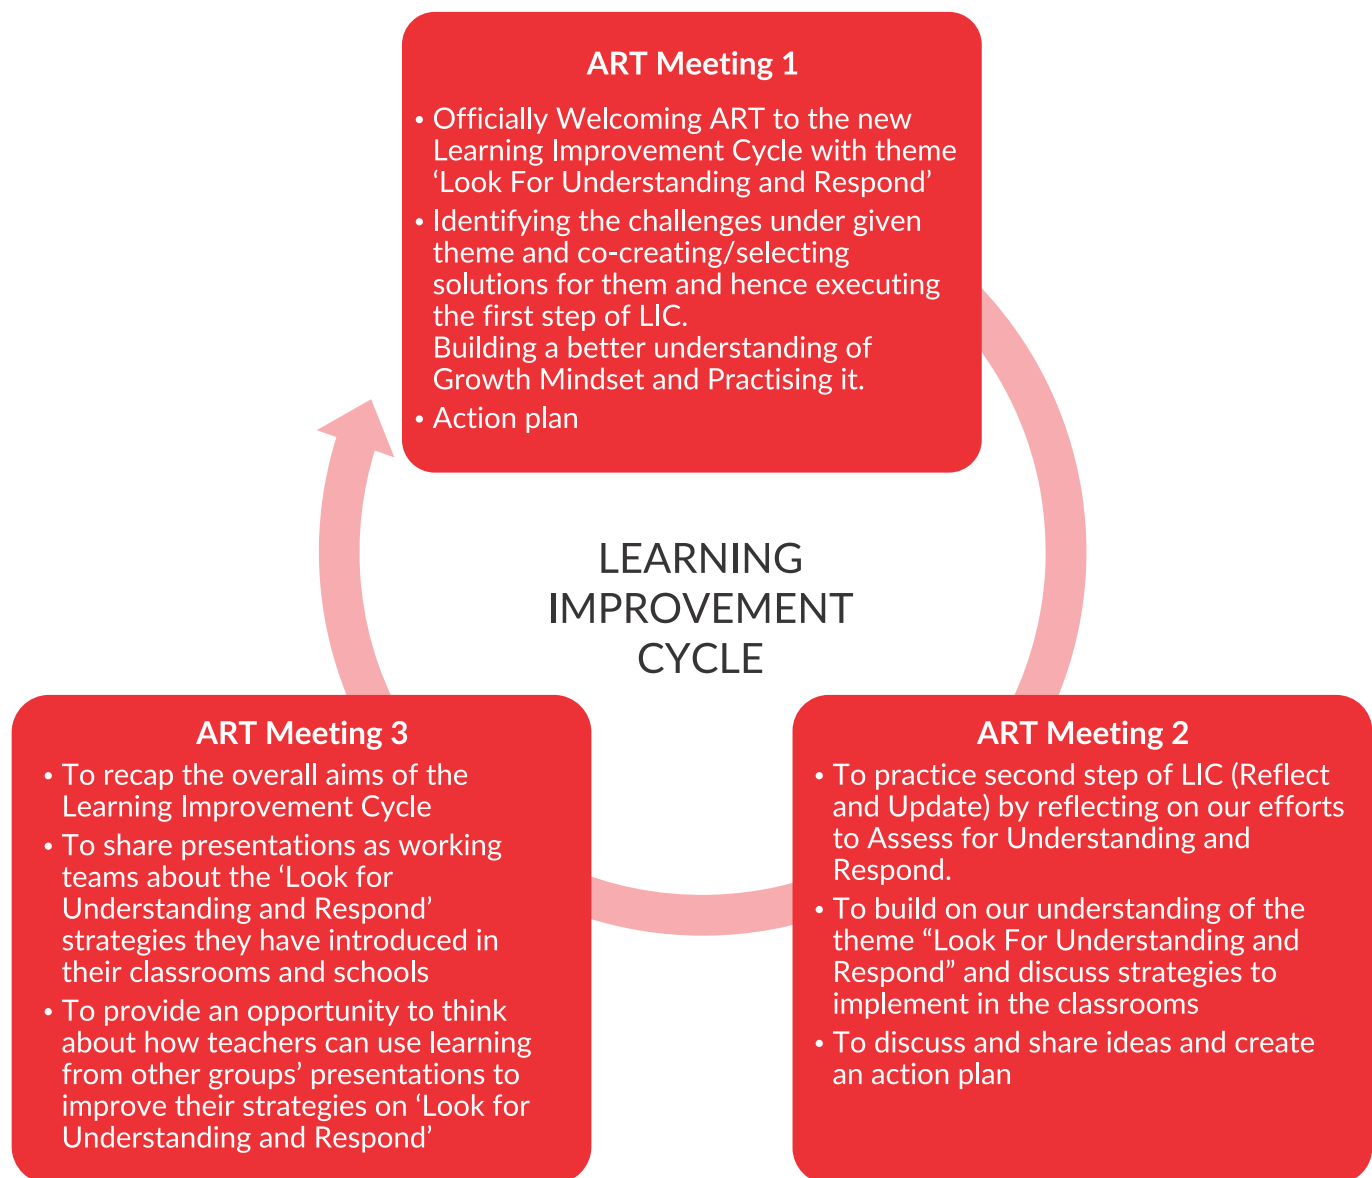 ART Meeting 1
• Officially Welcoming ART to the new
Learning Improvement Cycle with theme
‘Look For Understanding and Respond’
• Identifying the challenges under given
theme and co-creating/selecting
solutions for them and hence executing
the first step of LIC.
Building a better understanding of
Growth Mindset and Practising it.
• Action plan
LEARNING
IMPROVEMENT
CYCLE
ART Meeting 2
• To practice second step of LIC (Reflect
and Update) by reflecting on our efforts
to Assess for Understanding and
Respond.
• To build on our understanding of the
theme “Look For Understanding and
Respond” and discuss strategies to
implement in the classrooms
• To discuss and share ideas and create
an action plan
ART Meeting 3
• To recap the overall aims of the
Learning Improvement Cycle
• To share presentations as working
teams about the ‘Look for
Understanding and Respond’
strategies they have introduced in
their classrooms and schools
• To provide an opportunity to think
about how teachers can use learning
from other groups’ presentations to
improve their strategies on ‘Look for
Understanding and Respond’